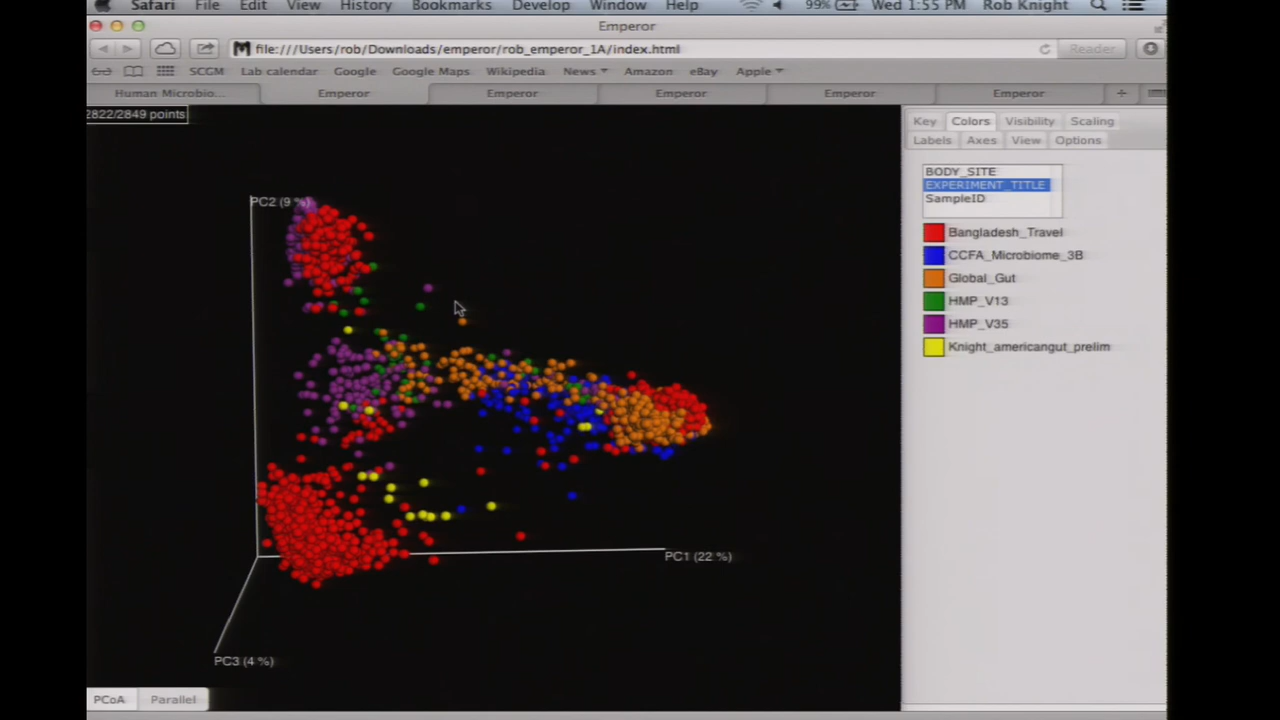 Safari File Edit View History Bookmarks Develop Window Help 99% Wed 1:55 PM Rob Knight
Emperor
file:///Users/rob/Downloads/emperor/rob_emperor_1A/index.html Reader
SCGM Lab calendar Google Google Maps Wikipedia News Amazon eBay Apple
Human Microbio... Emperor Emperor Emperor Emperor Emperor +
2822/2849 points
Key Colors Visibility Scaling
Labels Axes View Options
BODY_SITE
EXPERIMENT_TITLE
SampleID
Bangladesh_Travel
CCFA_Microbiome_3B
Global_Gut
HMP_V13
HMP_V35
Knight_americangut_prelim
PC2 (9 %)
PC1 (22 %)
PC3 (4 %)
PCoA Parallel